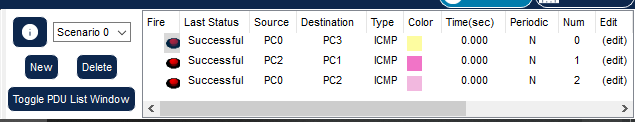 Fire Last Status Source Destination Type Color Time(sec) Periodic Num Edit
Scenario 0
Successful PC0 PC3 ICMP 0.000 N 0 (edit)
Successful PC2 PC1 ICMP 0.000 N 1 (edit)
New Delete
Successful PC0 PC2 ICMP 0.000 N 2 (edit)
Toggle PDU List Window